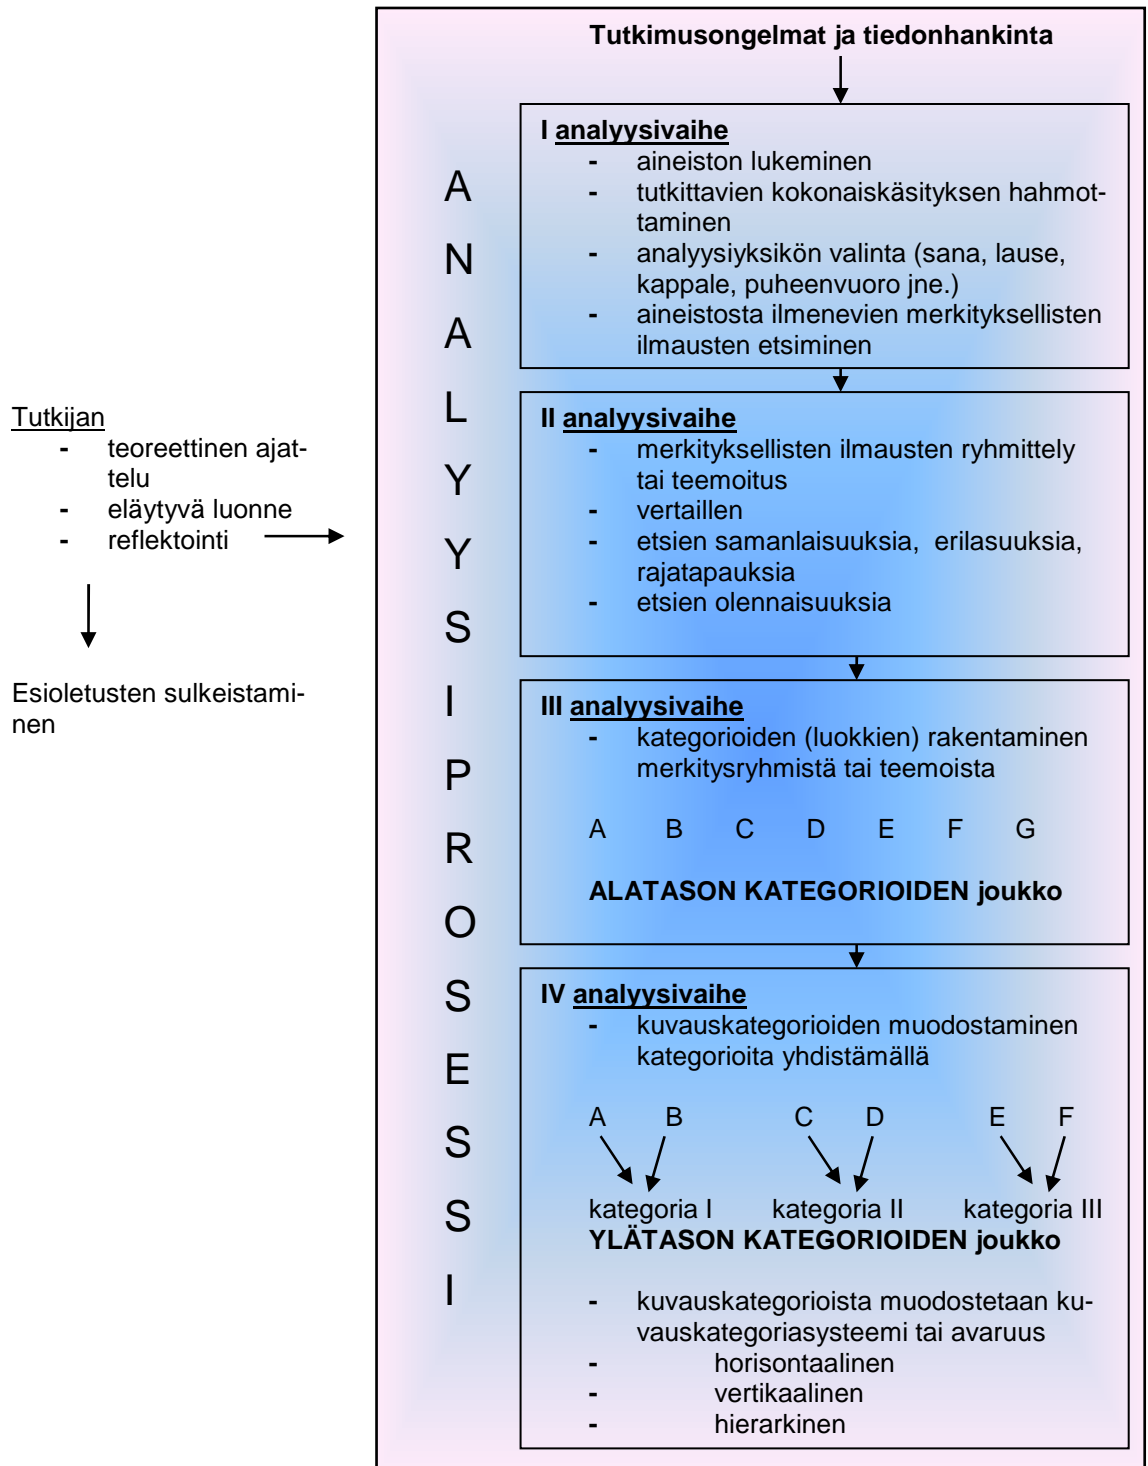 Tutkimusongelmat ja tiedonhankinta
I analyysivaihe
- aineiston lukeminen
- tutkittavien kokonaiskäsityksen hahmot-
taminen
- analyysiyksikön valinta (sana, lause,
kappale, puheenvuoro jne.)
- aineistosta ilmenevien merkityksellisten
ilmausten etsiminen
Tutkijan
- teoreettinen ajat-
telu
- eläytyvä luonne
- reflektointi
Esioletusten sulkeistami-
nen
A
N
A
L
Y
Y
S
I
P
R
O
S
E
S
S
I
II analyysivaihe
- merkityksellisten ilmausten ryhmittely
tai teemoitus
- vertaillen
- etsien samanlaisuuksia, erilasuuksia,
rajatapauksia
- etsien olennaisuuksia
III analyysivaihe
- kategorioiden (luokkien) rakentaminen
merkitysryhmistä tai teemoista
A B C D E F G
ALATASON KATEGORIOIDEN joukko
IV analyysivaihe
- kuvauskategorioiden muodostaminen
kategorioita yhdistämällä
A B C D E F
kategoria I kategoria II kategoria III
YLÄTASON KATEGORIOIDEN joukko
- kuvauskategorioista muodostetaan ku-
vauskategoriasysteemi tai avaruus
- horisontaalinen
- vertikaalinen
- hierarkinen